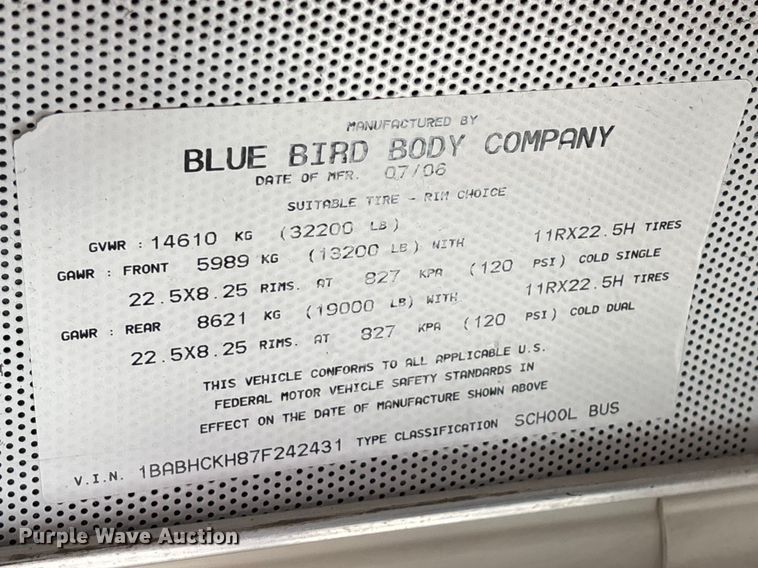 MANUFACTURED BY
BLUE BIRD BODY COMPANY
DATE OF MFR. 07/06
SUITABLE TIRE - RIM CHOICE
GVWR : 14610 KG (32200 LB)
GAWR : FRONT 5989 KG (13200 LB) WITH 11RX22.5H TIRES
22.5X8.25 RIMS. AT 827 KPA (120 PSI) COLD SINGLE
GAWR : REAR 8621 KG (19000 LB) WITH 11RX22.5H TIRES
22.5X8.25 RIMS. AT 827 KPA (120 PSI) COLD DUAL
THIS VEHICLE CONFORMS TO ALL APPLICABLE U.S.
FEDERAL MOTOR VEHICLE SAFETY STANDARDS IN
EFFECT ON THE DATE OF MANUFACTURE SHOWN ABOVE
V.I.N. 1BABHCKH87F242431 TYPE CLASSIFICATION SCHOOL BUS
Purple Wave Auction